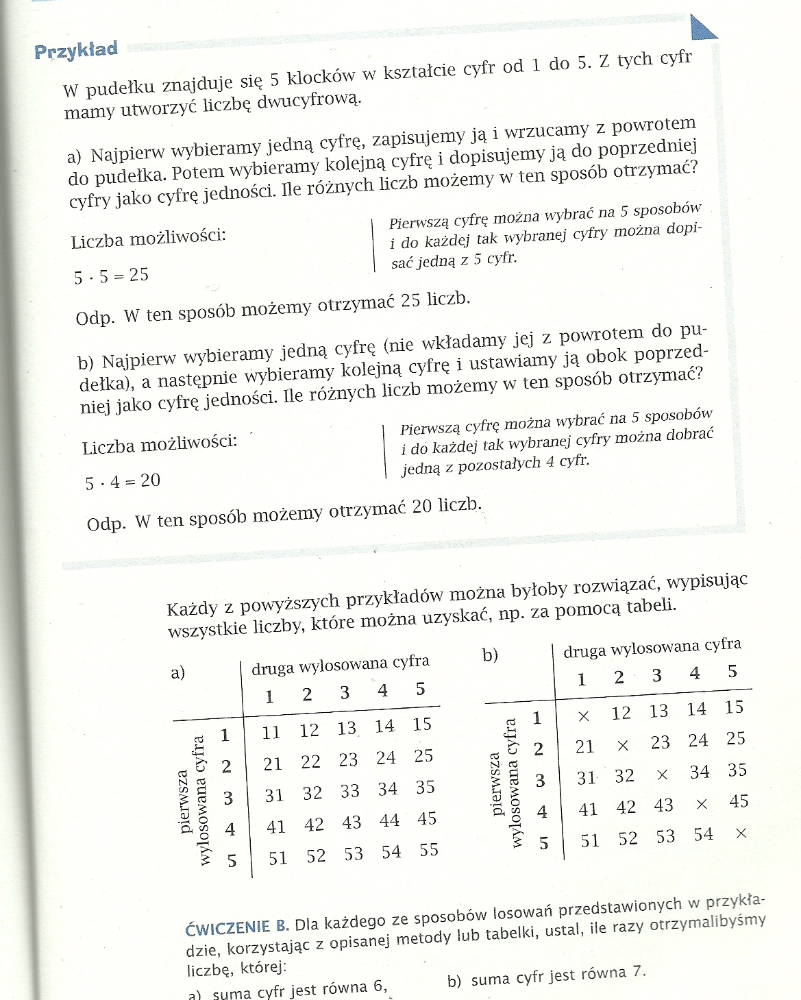 Przykład
W pudełku znajduje się 5 klocków w kształcie cyfr od 1 do 5. Z tych cyfr
mamy utworzyć liczbę dwucyfrową.
a) Najpierw wybieramy jedną cyfrę, zapisujemy ją i wrzucamy z powrotem
do pudełka. Potem wybieramy kolejną cyfrę i dopisujemy ją do poprzedniej
cyfry jako cyfrę jedności. Ile różnych liczb możemy w ten sposób otrzymać?
Liczba możliwości:
5 · 5 = 25
Pierwszą cyfrę można wybrać na 5 sposobów
i do każdej tak wybranej cyfry można dopi-
sać jedną z 5 cyfr.
Odp. W ten sposób możemy otrzymać 25 liczb.
b) Najpierw wybieramy jedną cyfrę (nie wkładamy jej z powrotem do pu-
dełka), a następnie wybieramy kolejną cyfrę i ustawiamy ją obok poprzed-
niej jako cyfrę jedności. Ile różnych liczb możemy w ten sposób otrzymać?
Liczba możliwości:
5 · 4 = 20
Pierwszą cyfrę można wybrać na 5 sposobów
i do każdej tak wybranej cyfry można dobrać
jedną z pozostałych 4 cyfr.
Odp. W ten sposób możemy otrzymać 20 liczb.
Każdy z powyższych przykładów można byłoby rozwiązać, wypisując
wszystkie liczby, które można uzyskać, np. za pomocą tabeli.
a)
druga wylosowana cyfra
1 2 3 4 5
pierwsza
wylosowana cyfra
1 11 12 13 14 15
2 21 22 23 24 25
3 31 32 33 34 35
4 41 42 43 44 45
5 51 52 53 54 55
b)
druga wylosowana cyfra
1 2 3 4 5
pierwsza
wylosowana cyfra
1 × 12 13 14 15
2 21 × 23 24 25
3 31 32 × 34 35
4 41 42 43 × 45
5 51 52 53 54 ×
ĆWICZENIE B. Dla każdego ze sposobów losowań przedstawionych w przykła-
dzie, korzystając z opisanej metody lub tabelki, ustal, ile razy otrzymalibyśmy
liczbę, której:
a) suma cyfr jest równa 6,
b) suma cyfr jest równa 7.